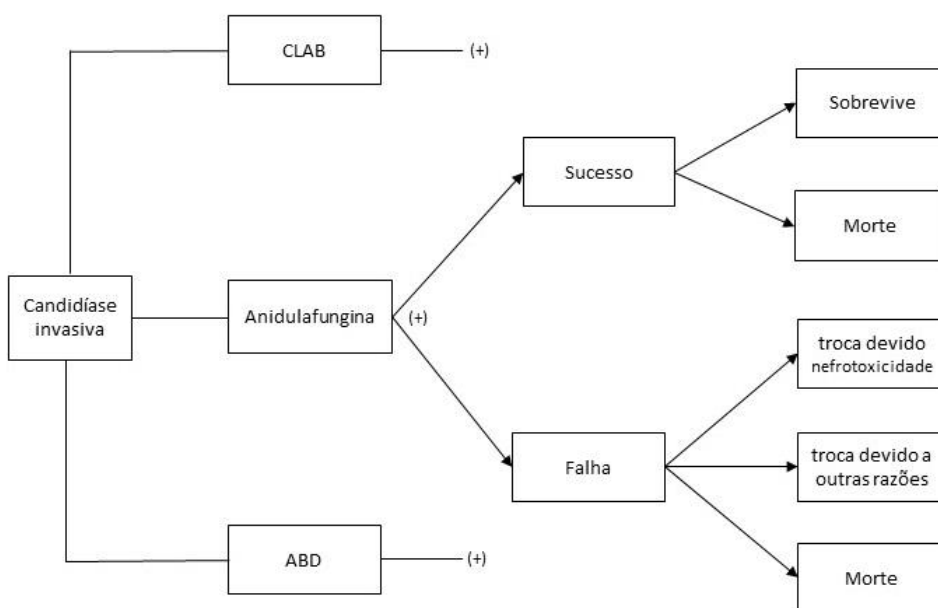 CLAB
(+)
Sobrevive
Sucesso
Morte
Candidíase
invasiva
Anidulafungina
(+)
troca devido
nefrotoxicidade
Falha
troca devido a
outras razões
ABD
(+)
Morte